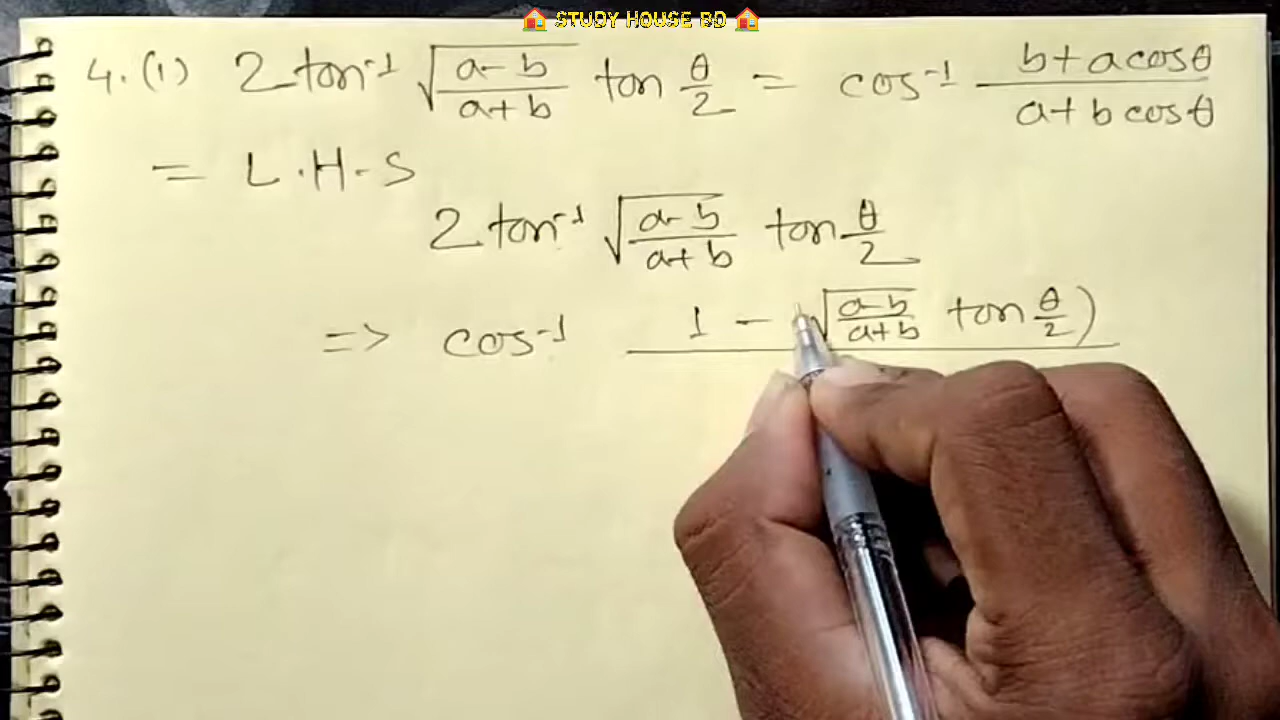 🏠 STUDY HOUSE BD 🏠
4. (1) 2 tan⁻¹ √(a-b / a+b) tan θ/2 = cos⁻¹ b+a cosθ / a+b cosθ
= L.H.S
2 tan⁻¹ √(a-b / a+b) tan θ/2
=> cos⁻¹ 1 - √(a-b / a+b) tan θ/2)